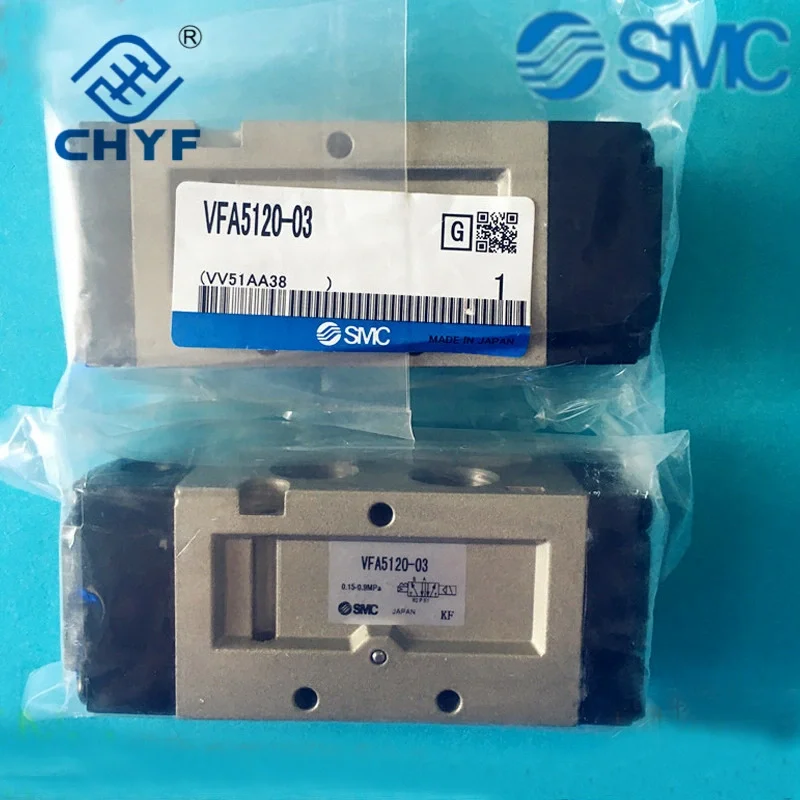 ®
CHYF
SMC
VFA5120-03
G
(VV51AA38 )
1
SMC
MADE IN JAPAN
VFA5120-03
0.15-0.9MPa
SMC JAPAN KF